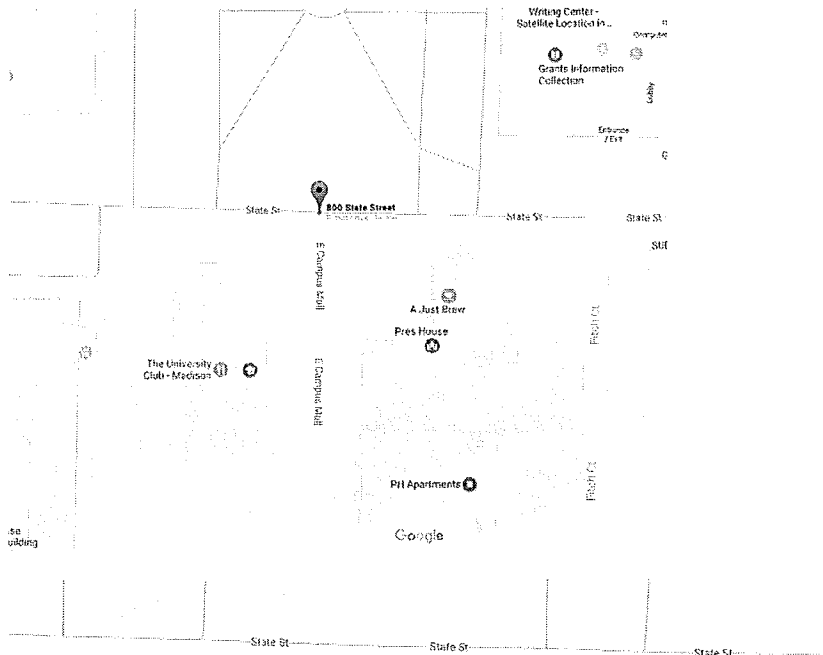 Writing Center -
Satellite Location in ...
Grants Information
Collection
Lobby
Entrance
/ Exit
800 State Street
State St
State St
State St
E Campus Mall
A Just Brew
Pres House
Fitch Ct
The University
Club - Madison
E Campus Mall
PH Apartments
Fitch Ct
Google
State St
State St
State St